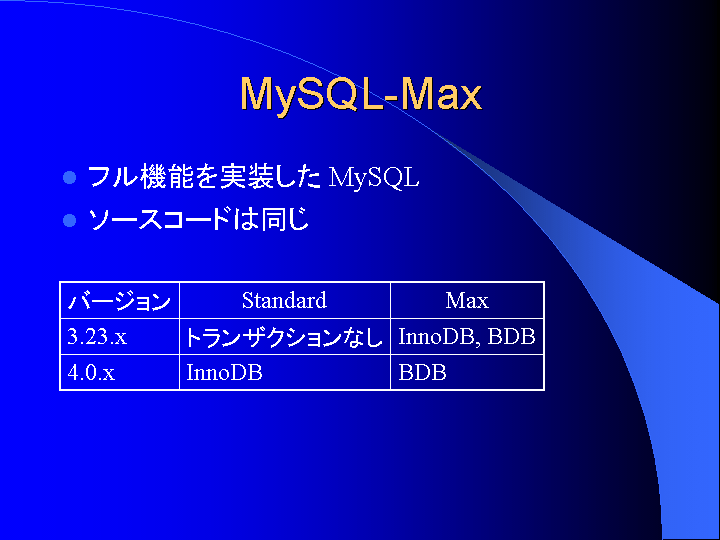 MySQL-Max
フル機能を実装した MySQL
ソースコードは同じ
バージョン Standard Max
3.23.x トランザクションなし InnoDB, BDB
4.0.x InnoDB BDB